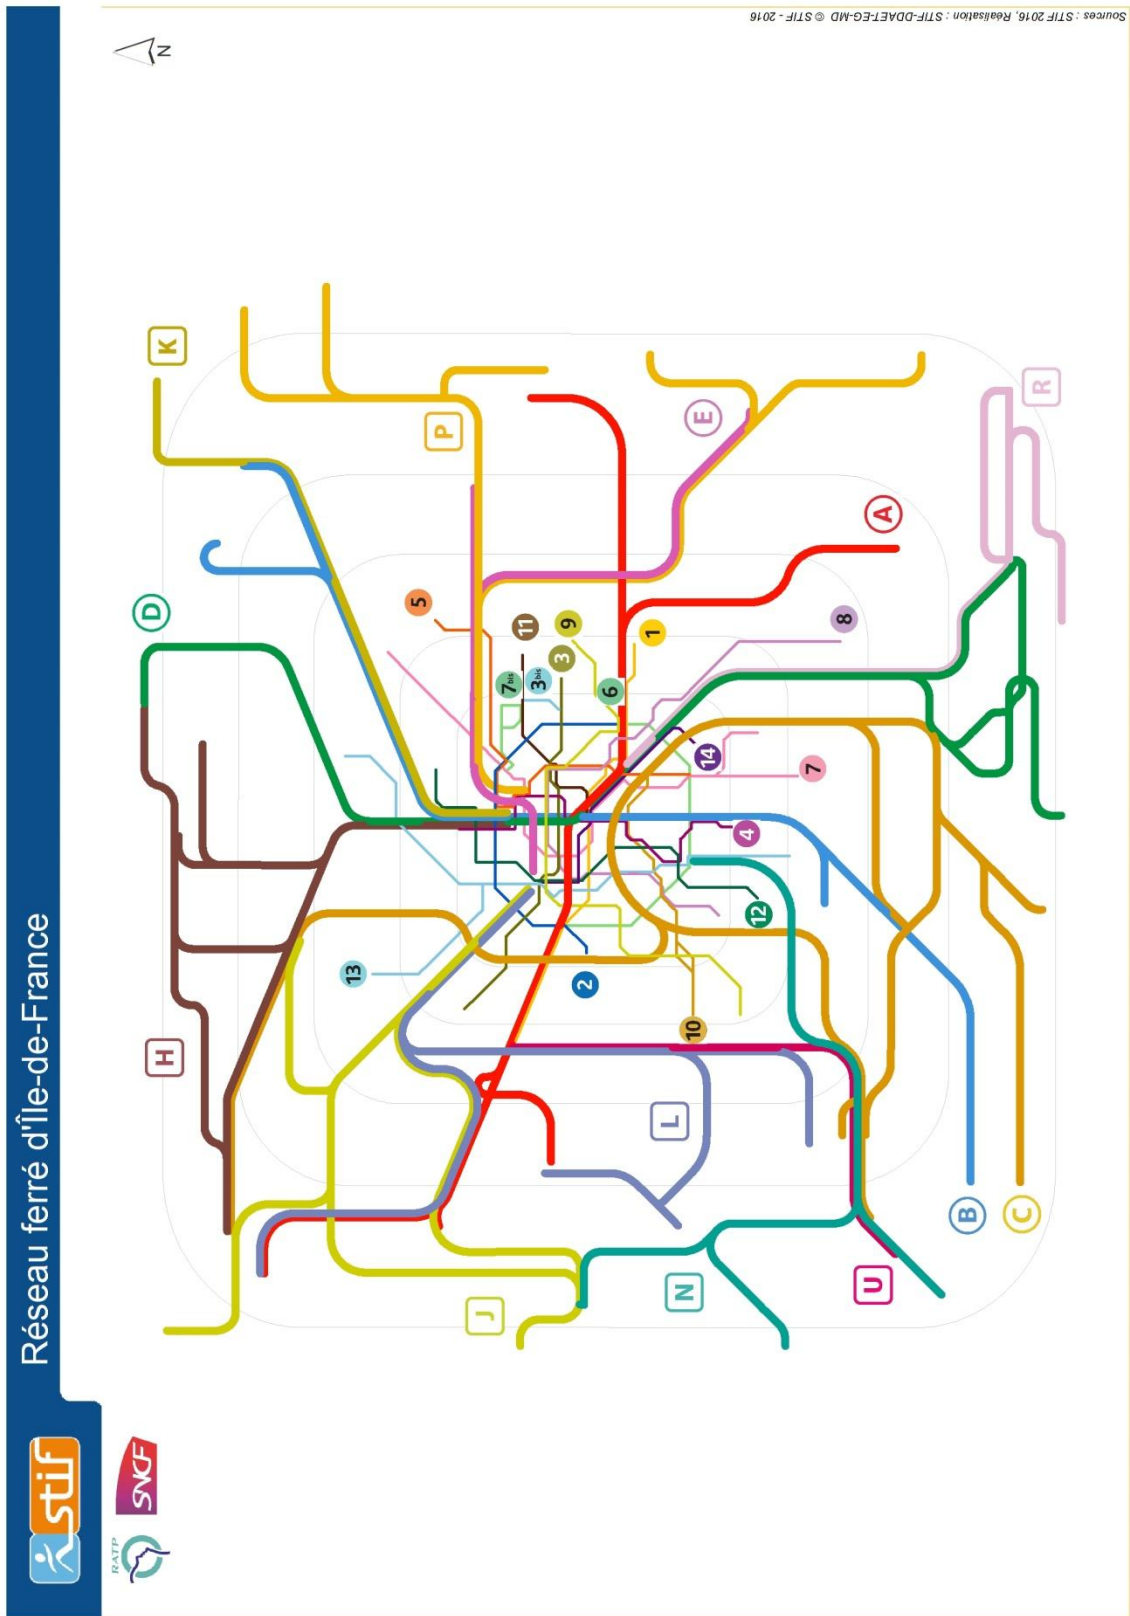 Réseau ferré d'Île-de-France
stif
RATP
SNCF
N
K
D
P
H
E
R
A
5
11
9
3
1
7bis
3bis
6
8
14
7
4
12
13
2
10
L
J
N
U
B
C
Sources : STIF 2016, Réalisation : STIF-DDAET-EG-MD © STIF - 2016